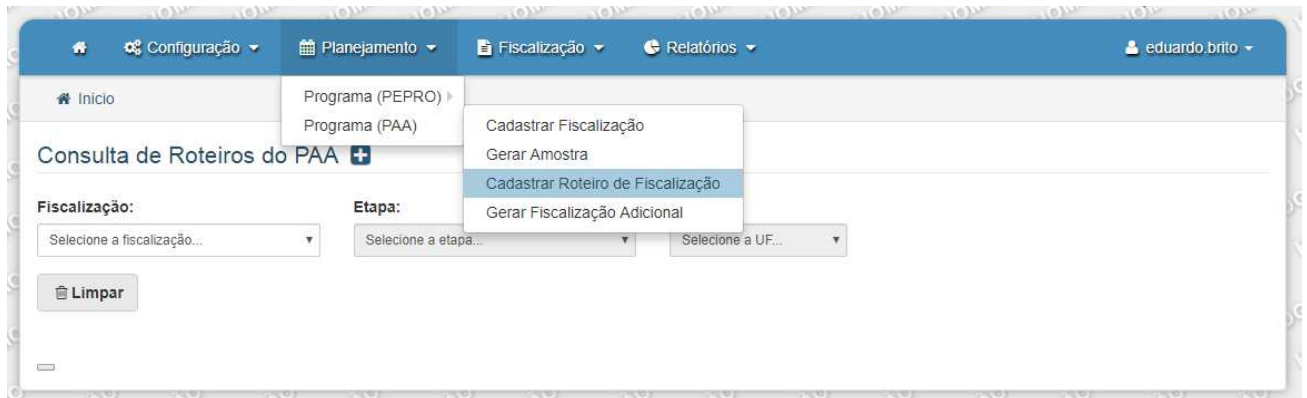 Configuração Planejamento Fiscalização Relatórios eduardo.brito
Inicio
Programa (PEPRO)
Programa (PAA)
Cadastrar Fiscalização
Gerar Amostra
Cadastrar Roteiro de Fiscalização
Gerar Fiscalização Adicional
Consulta de Roteiros do PAA
Fiscalização: Etapa:
Selecione a fiscalização... Selecione a etapa... Selecione a UF...
Limpar